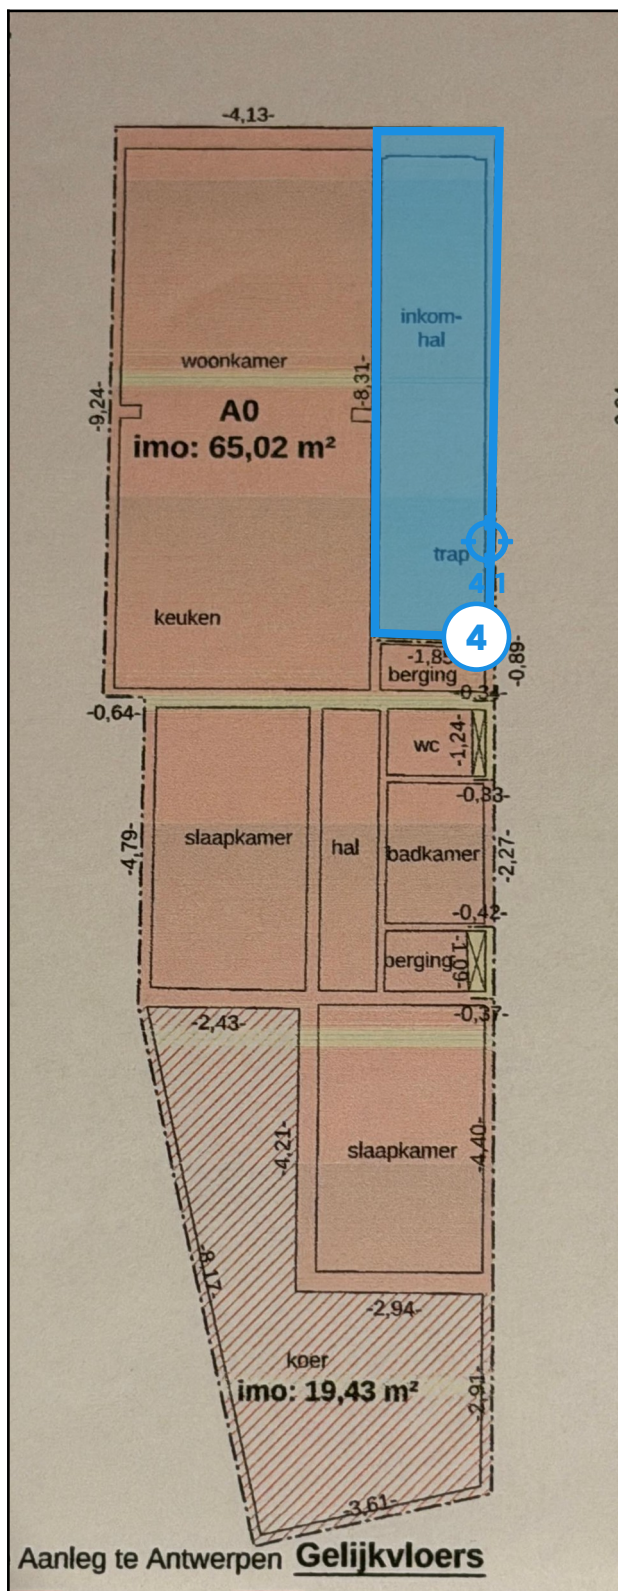 -4,13-
inkom-
hal
woonkamer
-8,31-
-9,24-
A0
imo: 65,02 m²
trap
keuken
4
-1,85
berging
-0,89-
-0,34-
-0,64-
wc
-1,24-
-0,83-
-4,79-
slaapkamer
hal
badkamer
-2,27-
-0,42-
berging
-1,09-
-2,43-
-0,37-
-4,21-
slaapkamer
-4,40-
-8,17-
-2,94-
koer
imo: 19,43 m²
-2,91-
-3,61-
Aanleg te Antwerpen Gelijkvloers